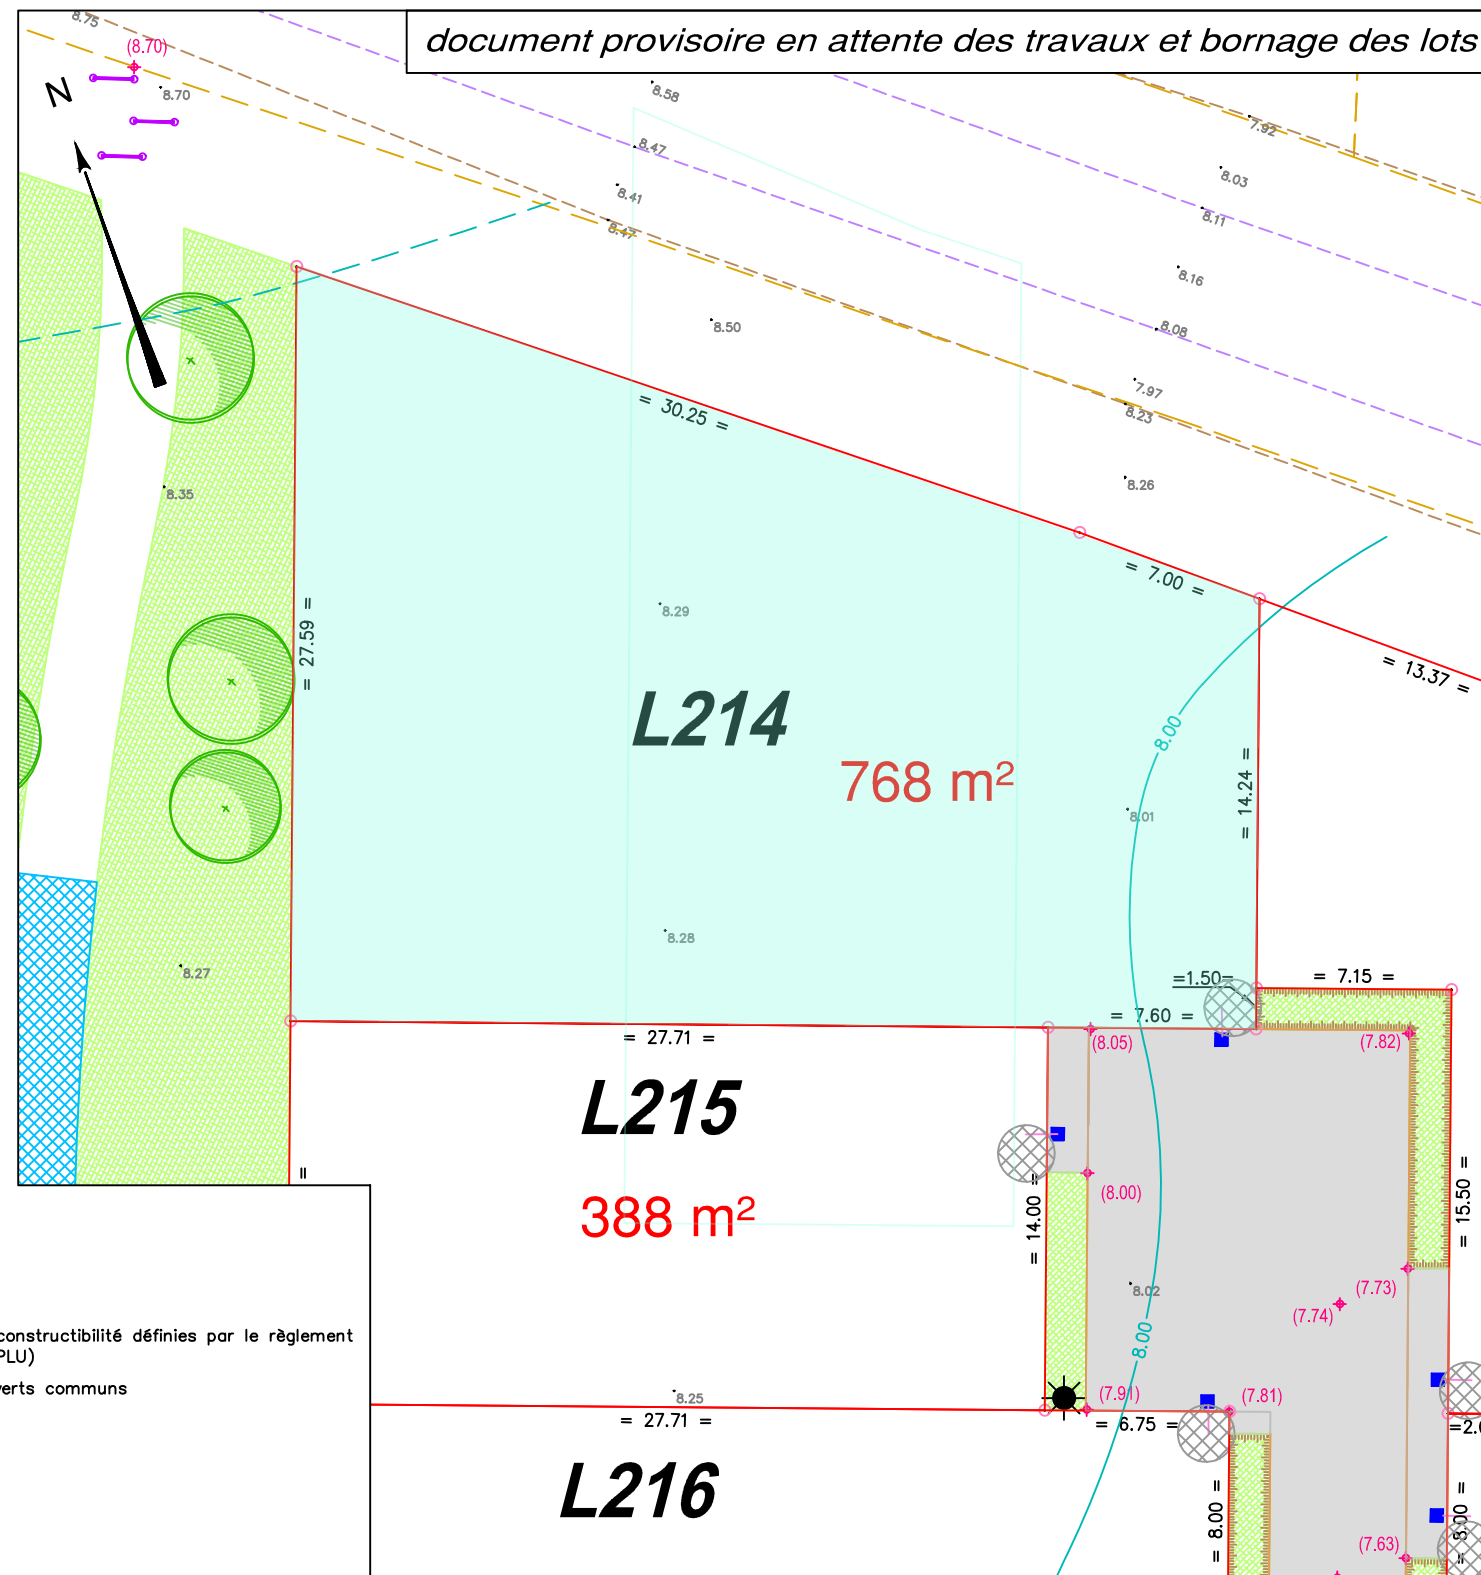 document provisoire en attente des travaux et bornage des lots
8.75
(8.70)
N
8.70
8.58
8.47
7.92
8.03
8.41
8.47
8.11
8.16
8.50
8.08
7.97
8.23
= 30.25 =
8.26
8.35
= 7.00 =
8.29
= 27.59 =
= 13.37 =
L214
768 m²
8.00
= 14.24 =
8.01
8.28
8.27
=1.50=
= 7.15 =
= 7.60 =
= 27.71 =
(8.05)
(7.82)
L215
388 m²
=
(8.00)
= 14.00 =
= 15.50 =
8.02
(7.73)
(7.74)
8.00
constructibilité définies par le règlement
PLU)
verts communs
8.25
(7.91)
(7.81)
= 27.71 =
= 6.75 =
L216
= 8.00 =
= 8.00 =
(7.63)